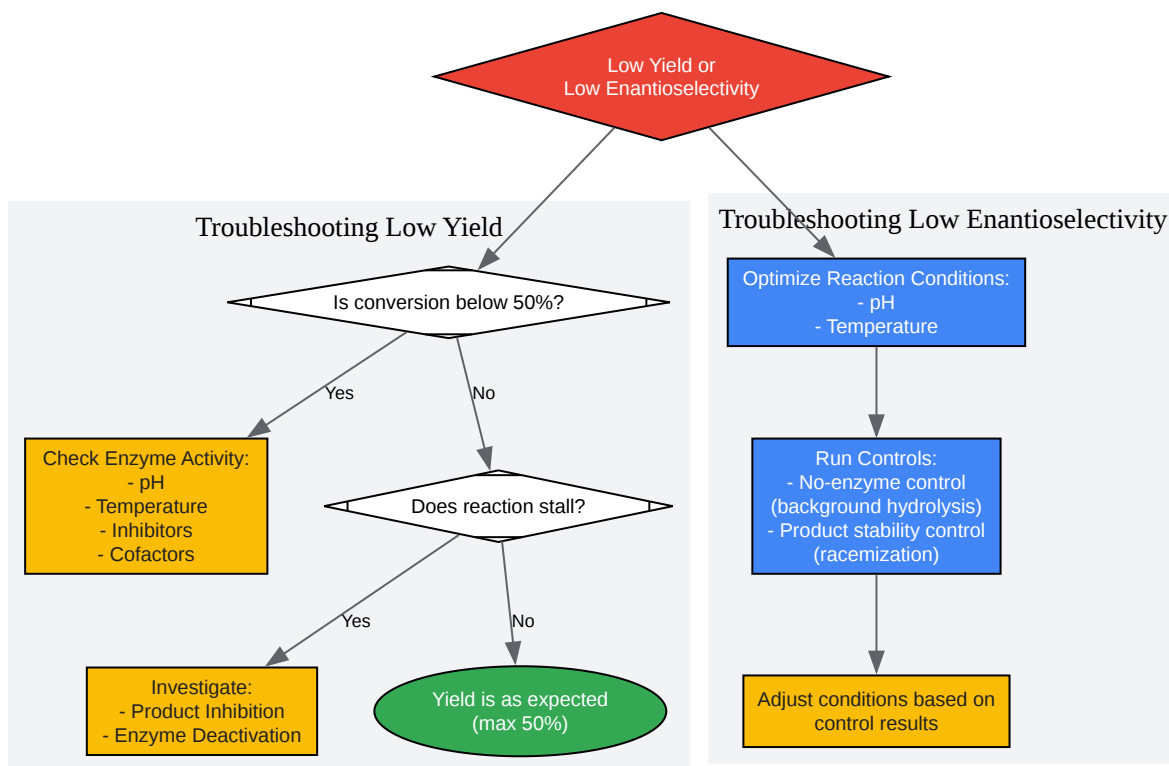 Low Yield or
Low Enantioselectivity
Troubleshooting Low Yield
Is conversion below 50%?
Yes
No
Check Enzyme Activity:
- pH
- Temperature
- Inhibitors
- Cofactors
Does reaction stall?
Yes
No
Investigate:
- Product Inhibition
- Enzyme Deactivation
Yield is as expected
(max 50%)
Troubleshooting Low Enantioselectivity
Optimize Reaction Conditions:
- pH
- Temperature
Run Controls:
- No-enzyme control
(background hydrolysis)
- Product stability control
(racemization)
Adjust conditions based on
control results